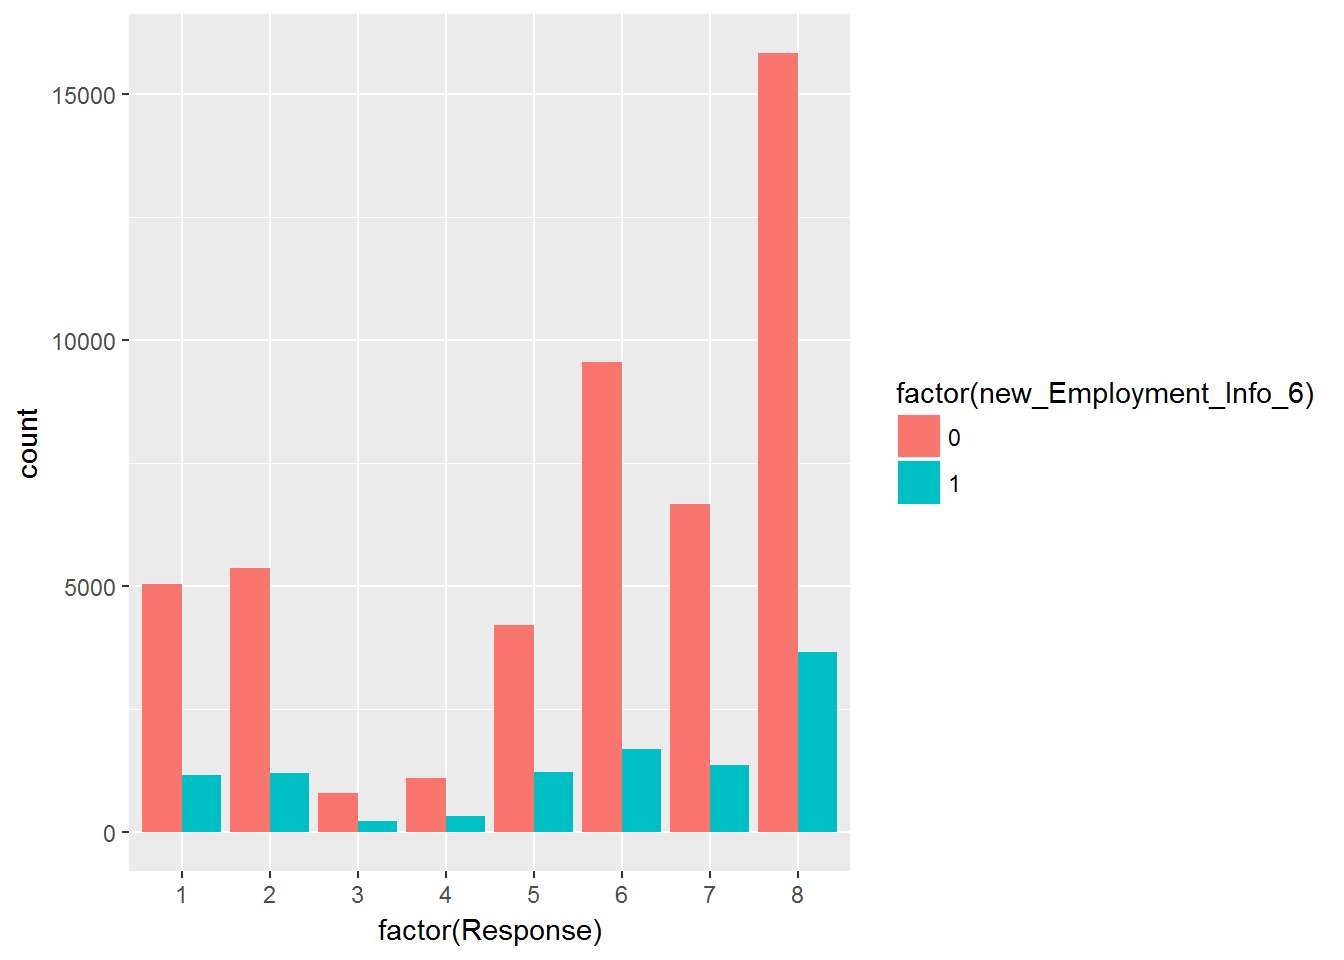 15000
10000
5000
0
count
1 2 3 4 5 6 7 8
factor(Response)
factor(new_Employment_Info_6)
0
1